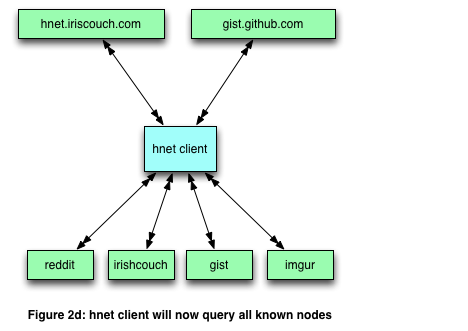 hnet.iriscouch.com
gist.github.com
hnet client
reddit
irishcouch
gist
imgur
Figure 2d: hnet client will now query all known nodes